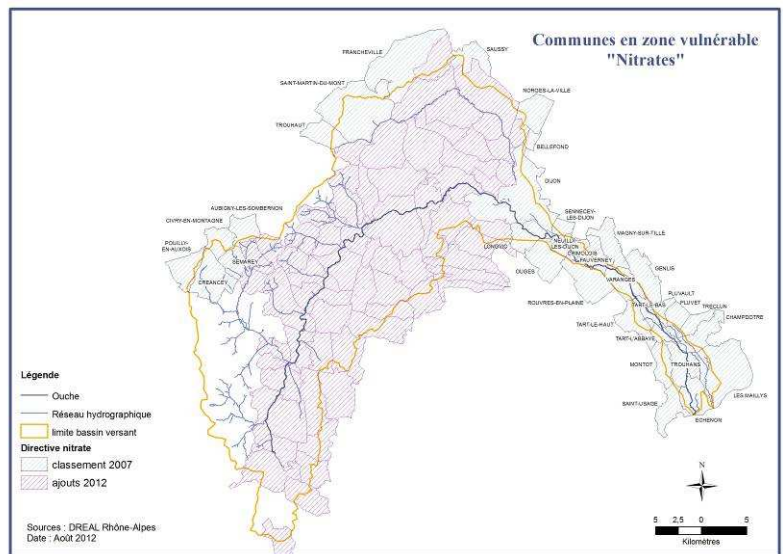 Communes en zone vulnérable
"Nitrates"
FRANCHEVILLE
SAUSSY
SAINT-MARTIN-DU-MONT
NORGES-LA-VILLE
TROUHAUT
BELLEFOND
DIJON
AUBIGNY-LES-SOMBERNON
CIVRY-EN-MONTAGNE
SENNECEY-
LES-DIJON
MAGNY-SUR-TILLE
POUILLY-
EN-AUXOIS
SEMAREY
LONGVIC
NEUILLY-
LES-DIJON
CRIMOLOIS
FAUVERNEY
GENLIS
CREANCEY
OUGES
VARANGES
PLUVAULT
ROUVRES-EN-PLAINE
TART-LE-BAS
PLUVET
TRECLUN
CHAMPDOTRE
TART-LE-HAUT
TART-L'ABBAYE
MONTOT
TROUHANS
LES-MAILLYS
SAINT-USAGE
ECHENON
Légende
Ouche
Réseau hydrographique
limite bassin versant
Directive nitrate
classement 2007
ajouts 2012
N
Sources : DREAL Rhône-Alpes
Date : Août 2012
5 2,5 0 5
Kilomètres